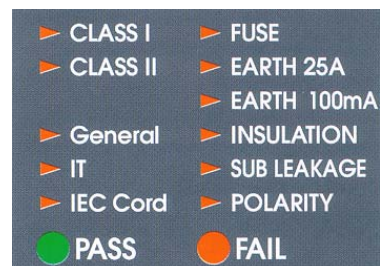 CLASS I FUSE
CLASS II EARTH 25A
EARTH 100mA
General INSULATION
IT SUB LEAKAGE
IEC Cord POLARITY
PASS FAIL